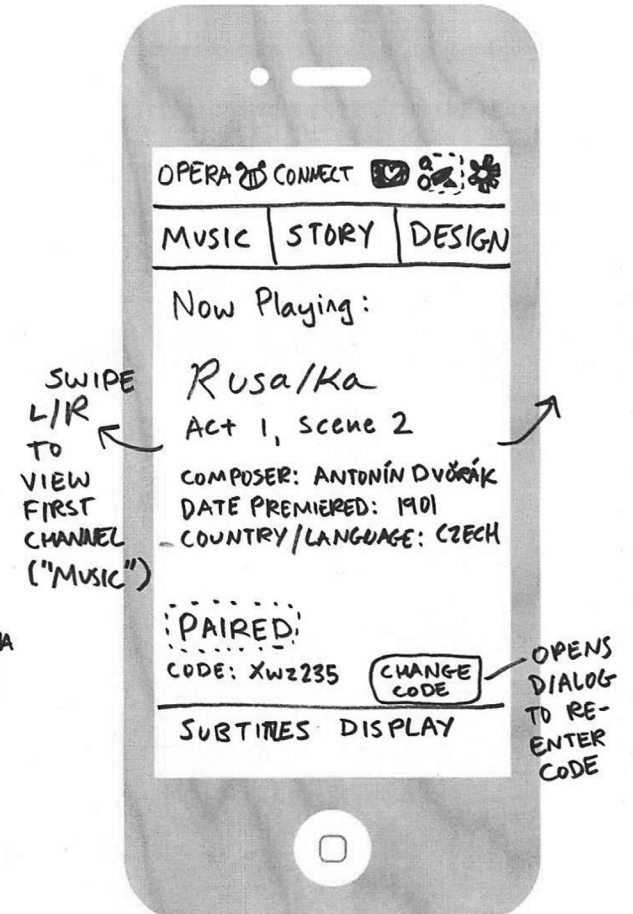 OPERA CONNECT
MUSIC STORY DESIGN
Now Playing:
Rusalka
Act 1, Scene 2
COMPOSER: ANTONÍN DVOŘÁK
DATE PREMIERED: 1901
COUNTRY/LANGUAGE: CZECH
PAIRED
CODE: XWZ235
CHANGE
CODE
SUBTITLES DISPLAY
SWIPE
L/R
TO
VIEW
FIRST
CHANNEL
("MUSIC")
OPENS
DIALOG
TO RE-
ENTER
CODE